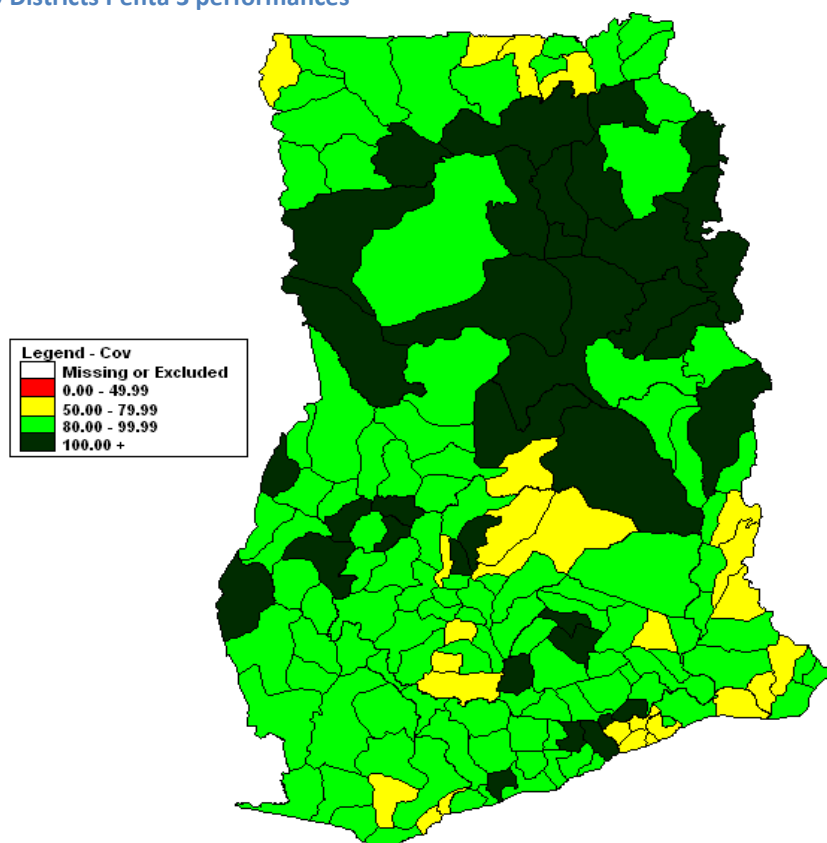 Districts Penta 3 performances
Legend - Cov
Missing or Excluded
0.00 - 49.99
50.00 - 79.99
80.00 - 99.99
100.00 +